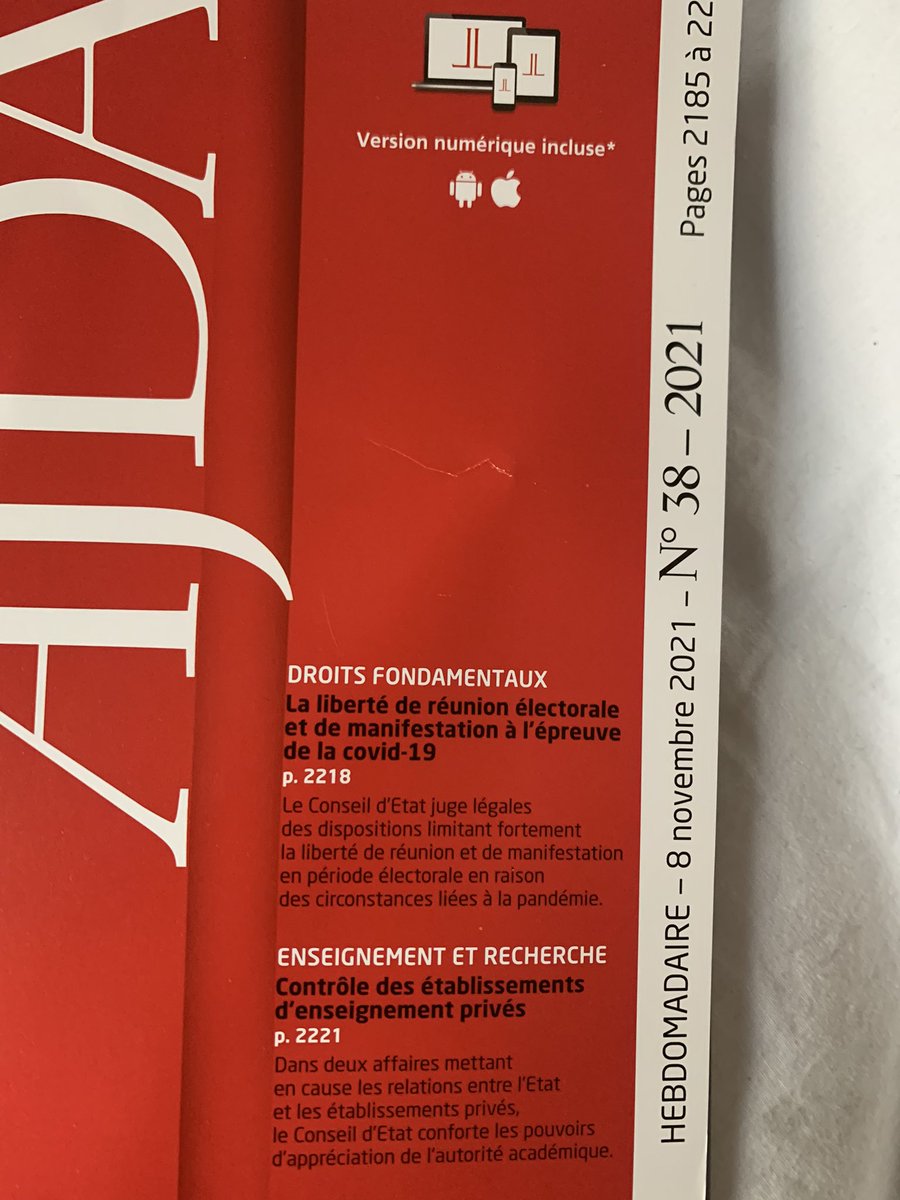 AJDA
Version numérique incluse*
DROITS FONDAMENTAUX
La liberté de réunion électorale
et de manifestation à l'épreuve
de la covid-19
p. 2218
Le Conseil d'Etat juge légales
des dispositions limitant fortement
la liberté de réunion et de manifestation
en période électorale en raison
des circonstances liées à la pandémie.
ENSEIGNEMENT ET RECHERCHE
Contrôle des établissements
d'enseignement privés
p. 2221
Dans deux affaires mettant
en cause les relations entre l'Etat
et les établissements privés,
le Conseil d'Etat conforte les pouvoirs
d'appréciation de l'autorité académique.
HEBDOMADAIRE – 8 novembre 2021 – N° 38 – 2021 Pages 2185 à 22